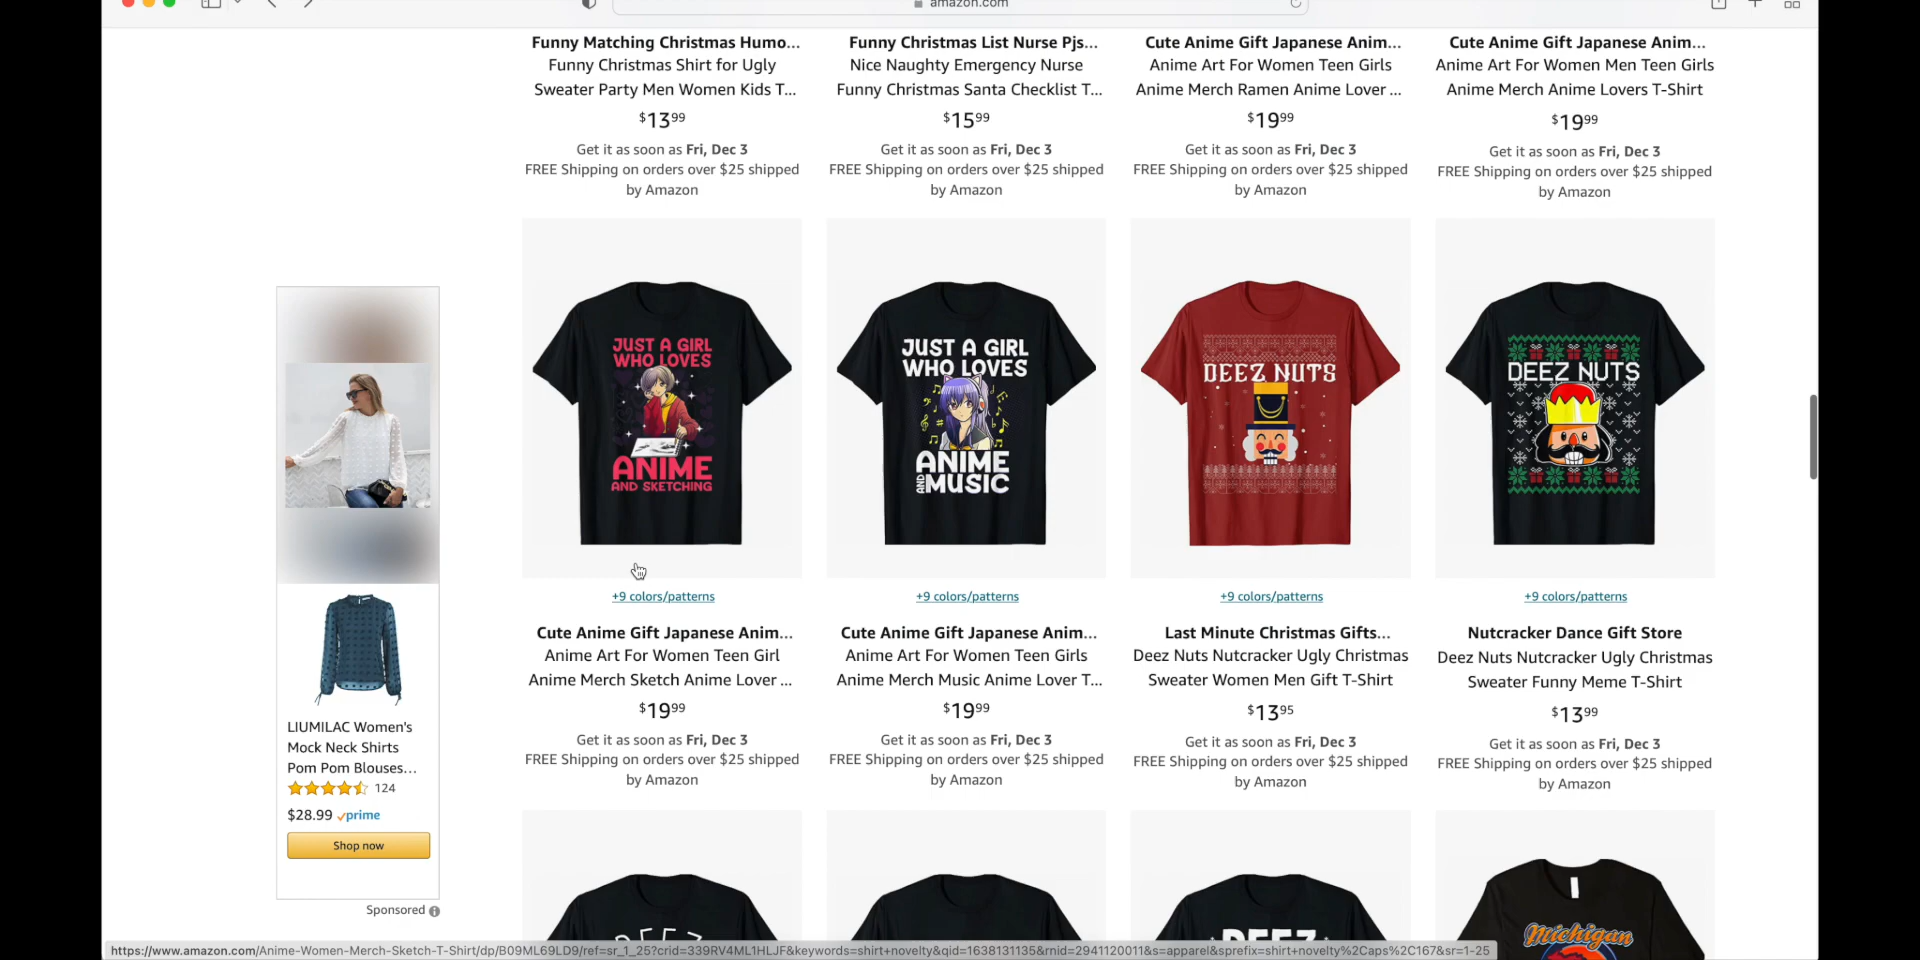 amazon.com
Funny Matching Christmas Humo...
Funny Christmas Shirt for Ugly
Sweater Party Men Women Kids T...
$13.99
Get it as soon as Fri, Dec 3
FREE Shipping on orders over $25 shipped
by Amazon
Funny Christmas List Nurse Pjs...
Nice Naughty Emergency Nurse
Funny Christmas Santa Checklist T...
$15.99
Get it as soon as Fri, Dec 3
FREE Shipping on orders over $25 shipped
by Amazon
Cute Anime Gift Japanese Anim...
Anime Art For Women Teen Girls
Anime Merch Ramen Anime Lover ...
$19.99
Get it as soon as Fri, Dec 3
FREE Shipping on orders over $25 shipped
by Amazon
Cute Anime Gift Japanese Anim...
Anime Art For Women Men Teen Girls
Anime Merch Anime Lovers T-Shirt
$19.99
Get it as soon as Fri, Dec 3
FREE Shipping on orders over $25 shipped
by Amazon
LIUMILAC Women's
Mock Neck Shirts
Pom Pom Blouses...
124
$28.99 prime
Shop now
Sponsored
JUST A GIRL
WHO LOVES
ANIME
AND SKETCHING
+9 colors/patterns
Cute Anime Gift Japanese Anim...
Anime Art For Women Teen Girl
Anime Merch Sketch Anime Lover ...
$19.99
Get it as soon as Fri, Dec 3
FREE Shipping on orders over $25 shipped
by Amazon
JUST A GIRL
WHO LOVES
ANIME
AND MUSIC
+9 colors/patterns
Cute Anime Gift Japanese Anim...
Anime Art For Women Teen Girls
Anime Merch Music Anime Lover T...
$19.99
Get it as soon as Fri, Dec 3
FREE Shipping on orders over $25 shipped
by Amazon
DEEZ NUTS
+9 colors/patterns
Last Minute Christmas Gifts...
Deez Nuts Nutcracker Ugly Christmas
Sweater Women Men Gift T-Shirt
$13.95
Get it as soon as Fri, Dec 3
FREE Shipping on orders over $25 shipped
by Amazon
DEEZ NUTS
+9 colors/patterns
Nutcracker Dance Gift Store
Deez Nuts Nutcracker Ugly Christmas
Sweater Funny Meme T-Shirt
$13.99
Get it as soon as Fri, Dec 3
FREE Shipping on orders over $25 shipped
by Amazon
DEEZ
DEEZ
Michigan
https://www.amazon.com/Anime-Women-Merch-Sketch-T-Shirt/dp/B09ML69LD9/ref=sr_1_25?crid=339RV4ML1HLJF&keywords=shirt+novelty&qid=1638131135&rnid=2941120011&s=apparel&sprefix=shirt+novelty%2Caps%2C167&sr=1-25